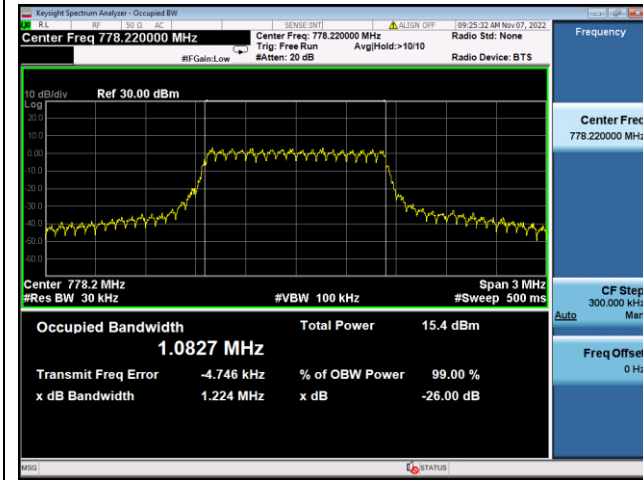 Keysight Spectrum Analyzer - Occupied BW
RL RF 50 Ω AC SENSE:INT ALIGN OFF 09:25:32 AM Nov 07, 2022
Center Freq 778.220000 MHz
Center Freq: 778.220000 MHz
Radio Std: None
Trig: Free Run Avg|Hold:>10/10
#IFGain:Low #Atten: 20 dB Radio Device: BTS
Frequency
10 dB/div Ref 30.00 dBm
Log
20.0
10.0
0.00
-10.0
-20.0
-30.0
-40.0
-50.0
-60.0
Center Freq
778.220000 MHz
Center 778.2 MHz Span 3 MHz
#Res BW 30 kHz #VBW 100 kHz #Sweep 500 ms
CF Step
300.000 kHz
Auto Man
Occupied Bandwidth Total Power 15.4 dBm
1.0827 MHz
Transmit Freq Error -4.746 kHz % of OBW Power 99.00 %
x dB Bandwidth 1.224 MHz x dB -26.00 dB
Freq Offset
0 Hz
MSG STATUS